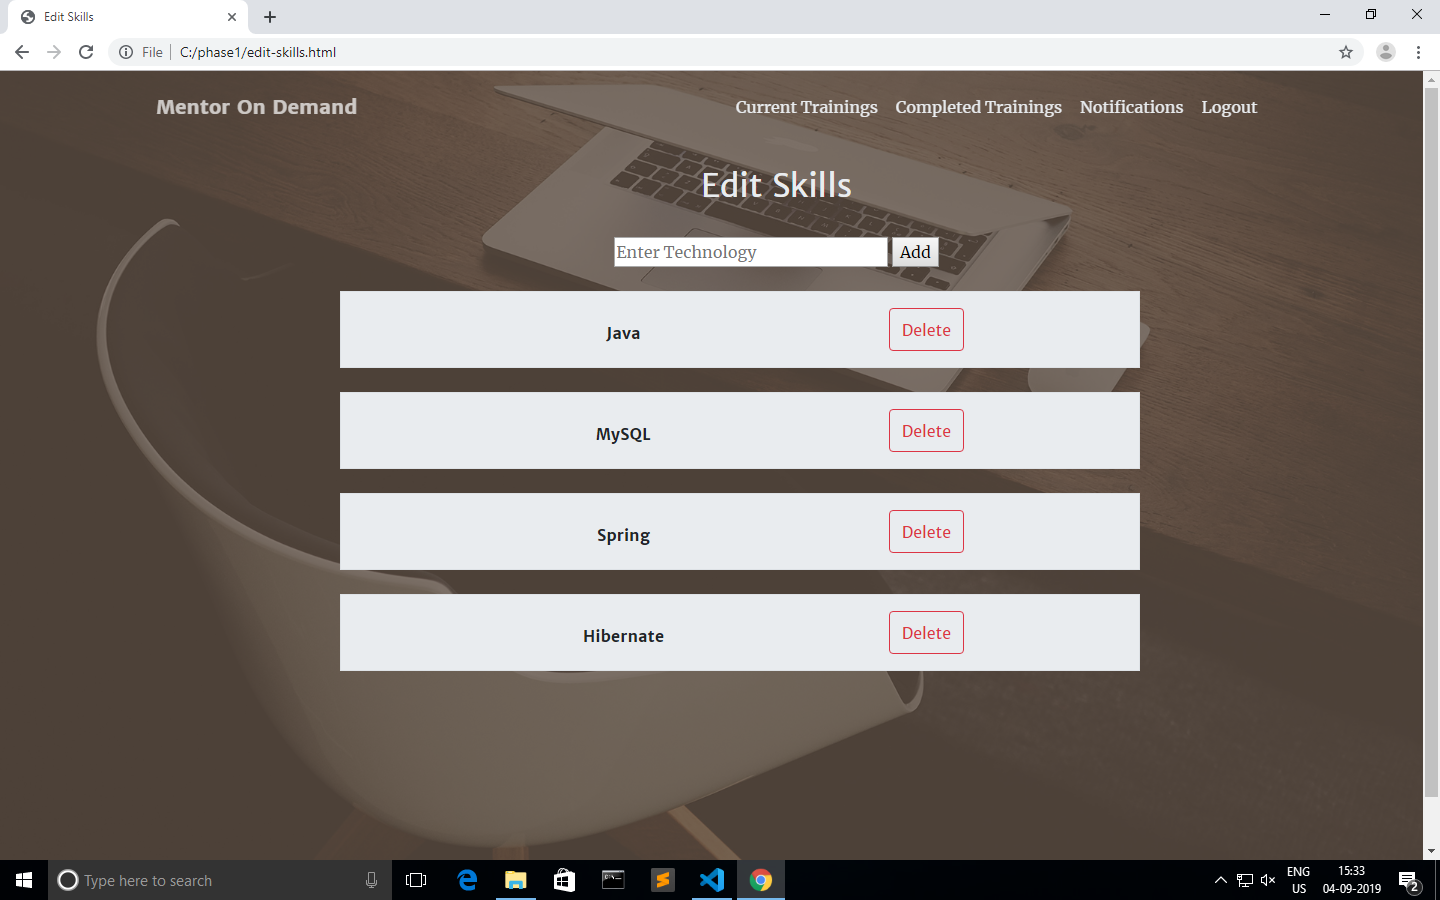 Edit Skills
File
C:/phase1/edit-skills.html
Mentor On Demand
Current Trainings
Completed Trainings
Notifications
Logout
Edit Skills
Enter Technology
Add
Java
Delete
MySQL
Delete
Spring
Delete
Hibernate
Delete
Type here to search
ENG
US
15:33
04-09-2019
2